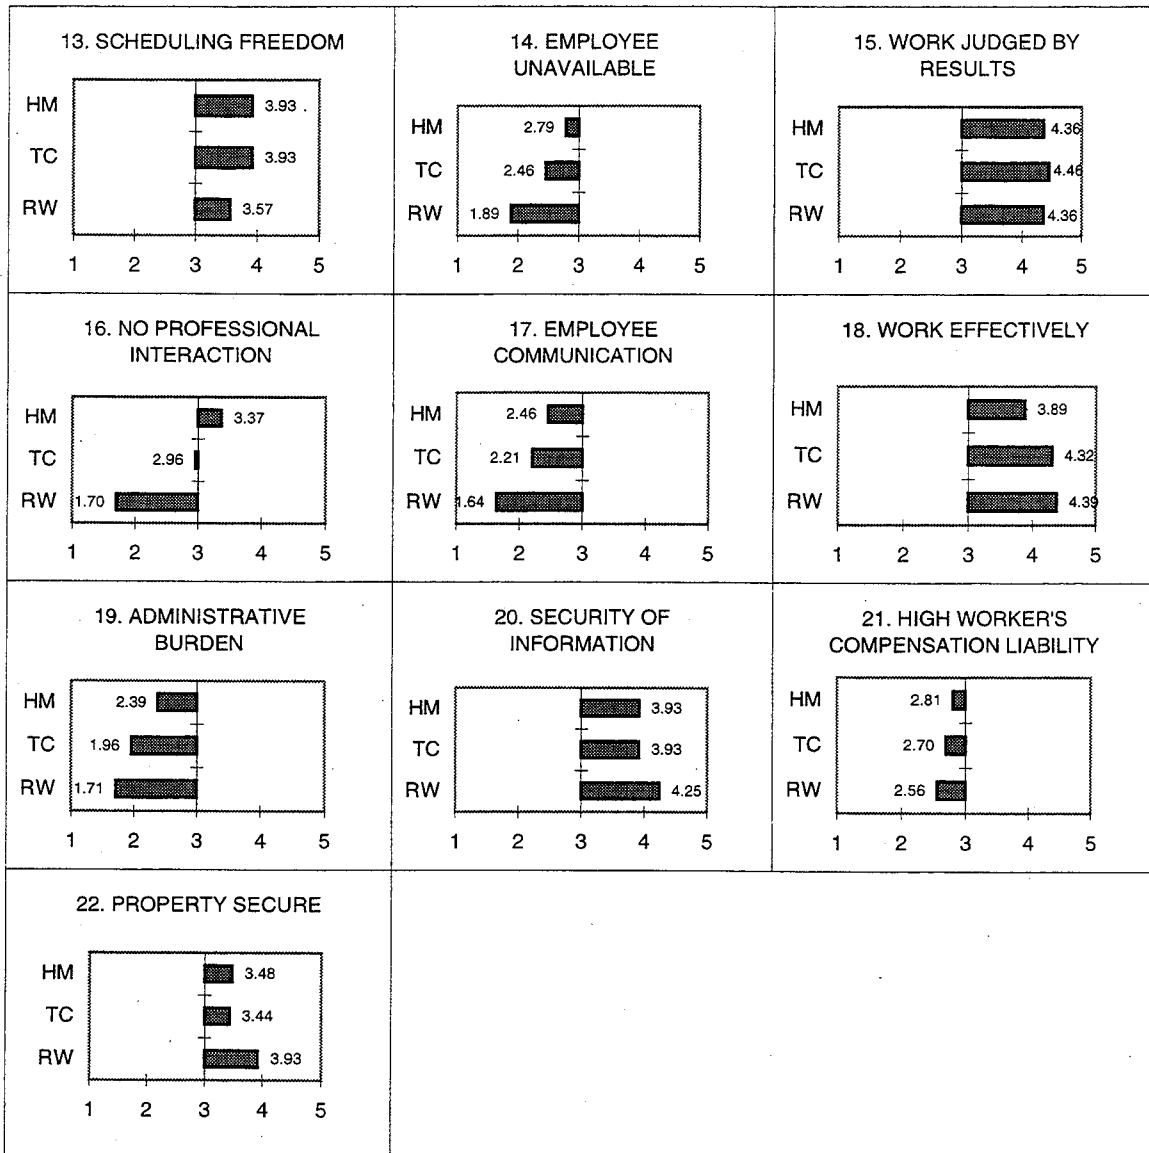 13. SCHEDULING FREEDOM
HM 3.93
TC 3.93
RW 3.57
1 2 3 4 5
14. EMPLOYEE
UNAVAILABLE
HM 2.79
TC 2.46
RW 1.89
1 2 3 4 5
15. WORK JUDGED BY
RESULTS
HM 4.36
TC 4.46
RW 4.36
1 2 3 4 5
16. NO PROFESSIONAL
INTERACTION
HM 3.37
TC 2.96
RW 1.70
1 2 3 4 5
17. EMPLOYEE
COMMUNICATION
HM 2.46
TC 2.21
RW 1.64
1 2 3 4 5
18. WORK EFFECTIVELY
HM 3.89
TC 4.32
RW 4.39
1 2 3 4 5
19. ADMINISTRATIVE
BURDEN
HM 2.39
TC 1.96
RW 1.71
1 2 3 4 5
20. SECURITY OF
INFORMATION
HM 3.93
TC 3.93
RW 4.25
1 2 3 4 5
21. HIGH WORKER'S
COMPENSATION LIABILITY
HM 2.81
TC 2.70
RW 2.56
1 2 3 4 5
22. PROPERTY SECURE
HM 3.48
TC 3.44
RW 3.93
1 2 3 4 5